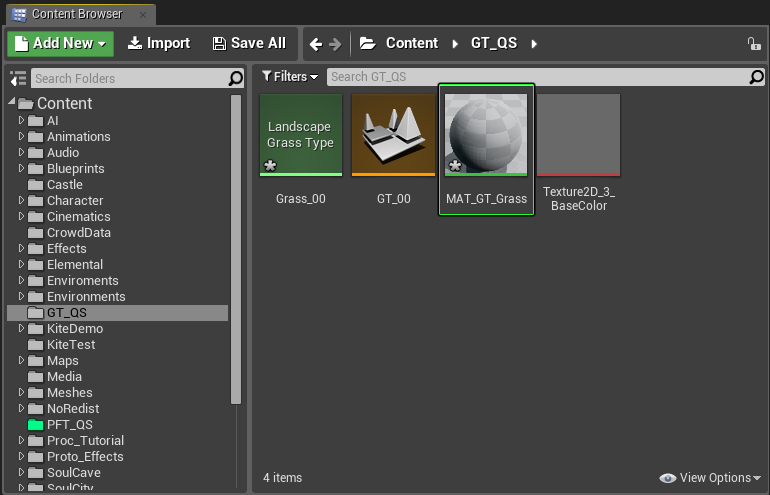 Content Browser
Add New
Import
Save All
Content
GT_QS
Search Folders
Filters
Search GT_QS
Content
AI
Animations
Audio
Blueprints
Castle
Character
Cinematics
CrowdData
Effects
Elemental
Enviroments
Environments
GT_QS
KiteDemo
KiteTest
Maps
Media
Meshes
NoRedist
PFT_QS
Proc_Tutorial
Proto_Effects
SoulCave
SoulCity
Landscape
Grass Type
Grass_00
GT_00
MAT_GT_Grass
Texture2D_3_
BaseColor
4 items
View Options